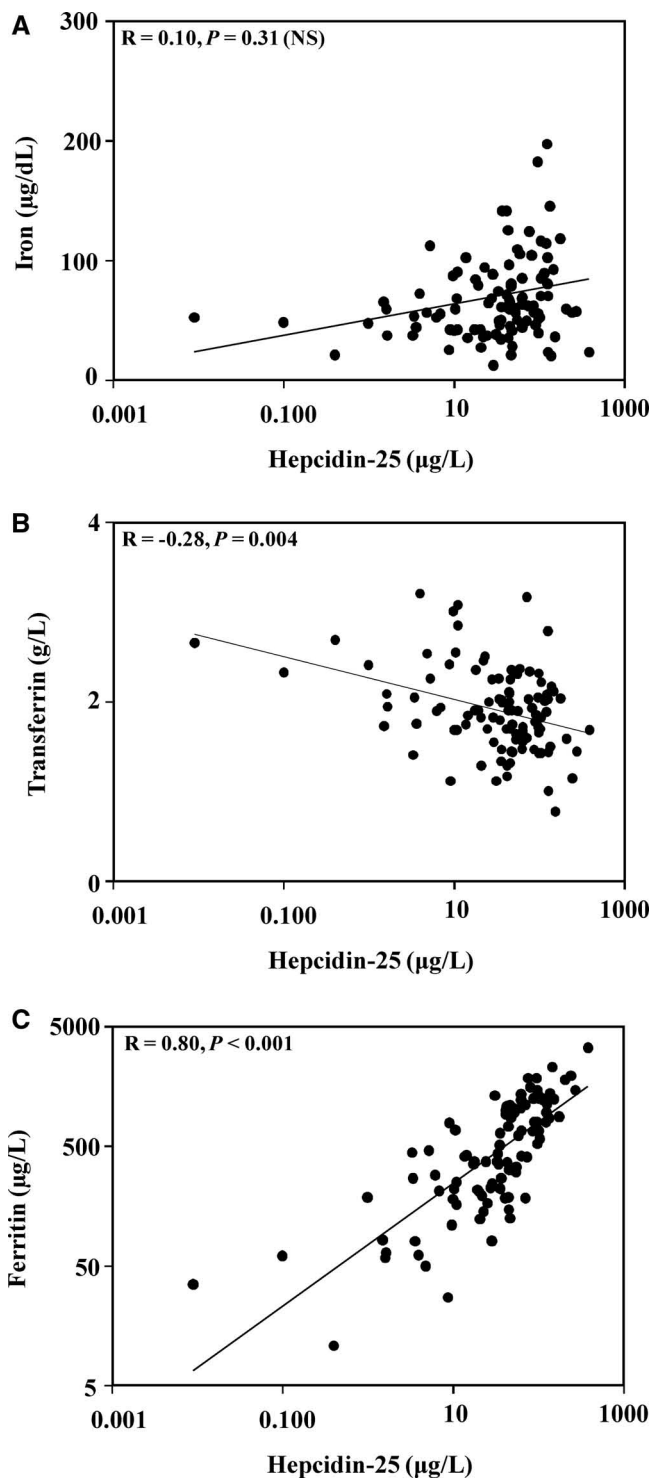 A
R = 0.10, P = 0.31 (NS)
300
200
100
0
Iron (µg/dL)
0.001
0.100
10
1000
Hepcidin-25 (µg/L)
B
R = -0.28, P = 0.004
4
2
0
Transferrin (g/L)
0.001
0.100
10
1000
Hepcidin-25 (µg/L)
C
R = 0.80, P < 0.001
5000
500
50
5
Ferritin (µg/L)
0.001
0.100
10
1000
Hepcidin-25 (µg/L)